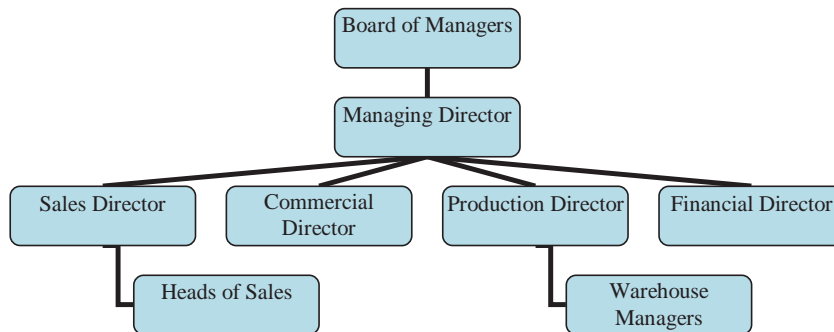 Board of Managers
Managing Director
Sales Director
Commercial
Director
Production Director
Financial Director
Heads of Sales
Warehouse
Managers